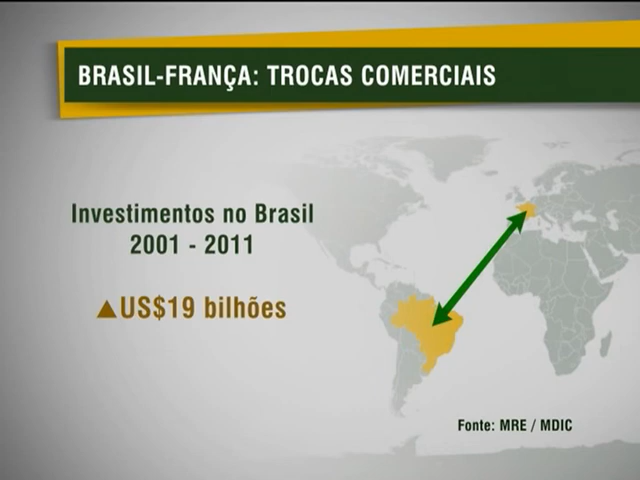 BRASIL-FRANÇA: TROCAS COMERCIAIS
Investimentos no Brasil
2001 - 2011
▲US$19 bilhões
Fonte: MRE / MDIC